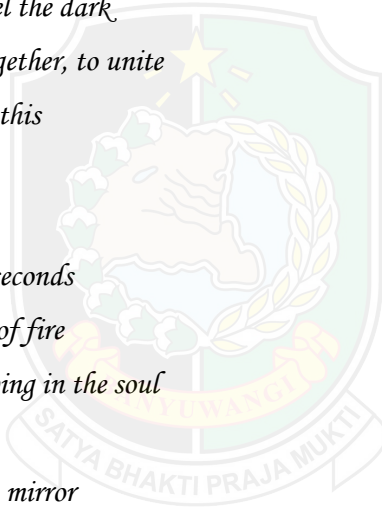 el the dark
gether, to unite
this
seconds
of fire
ing in the soul
BANYUWANGI
SATYA BHAKTI PRAJA MUKTI
mirror